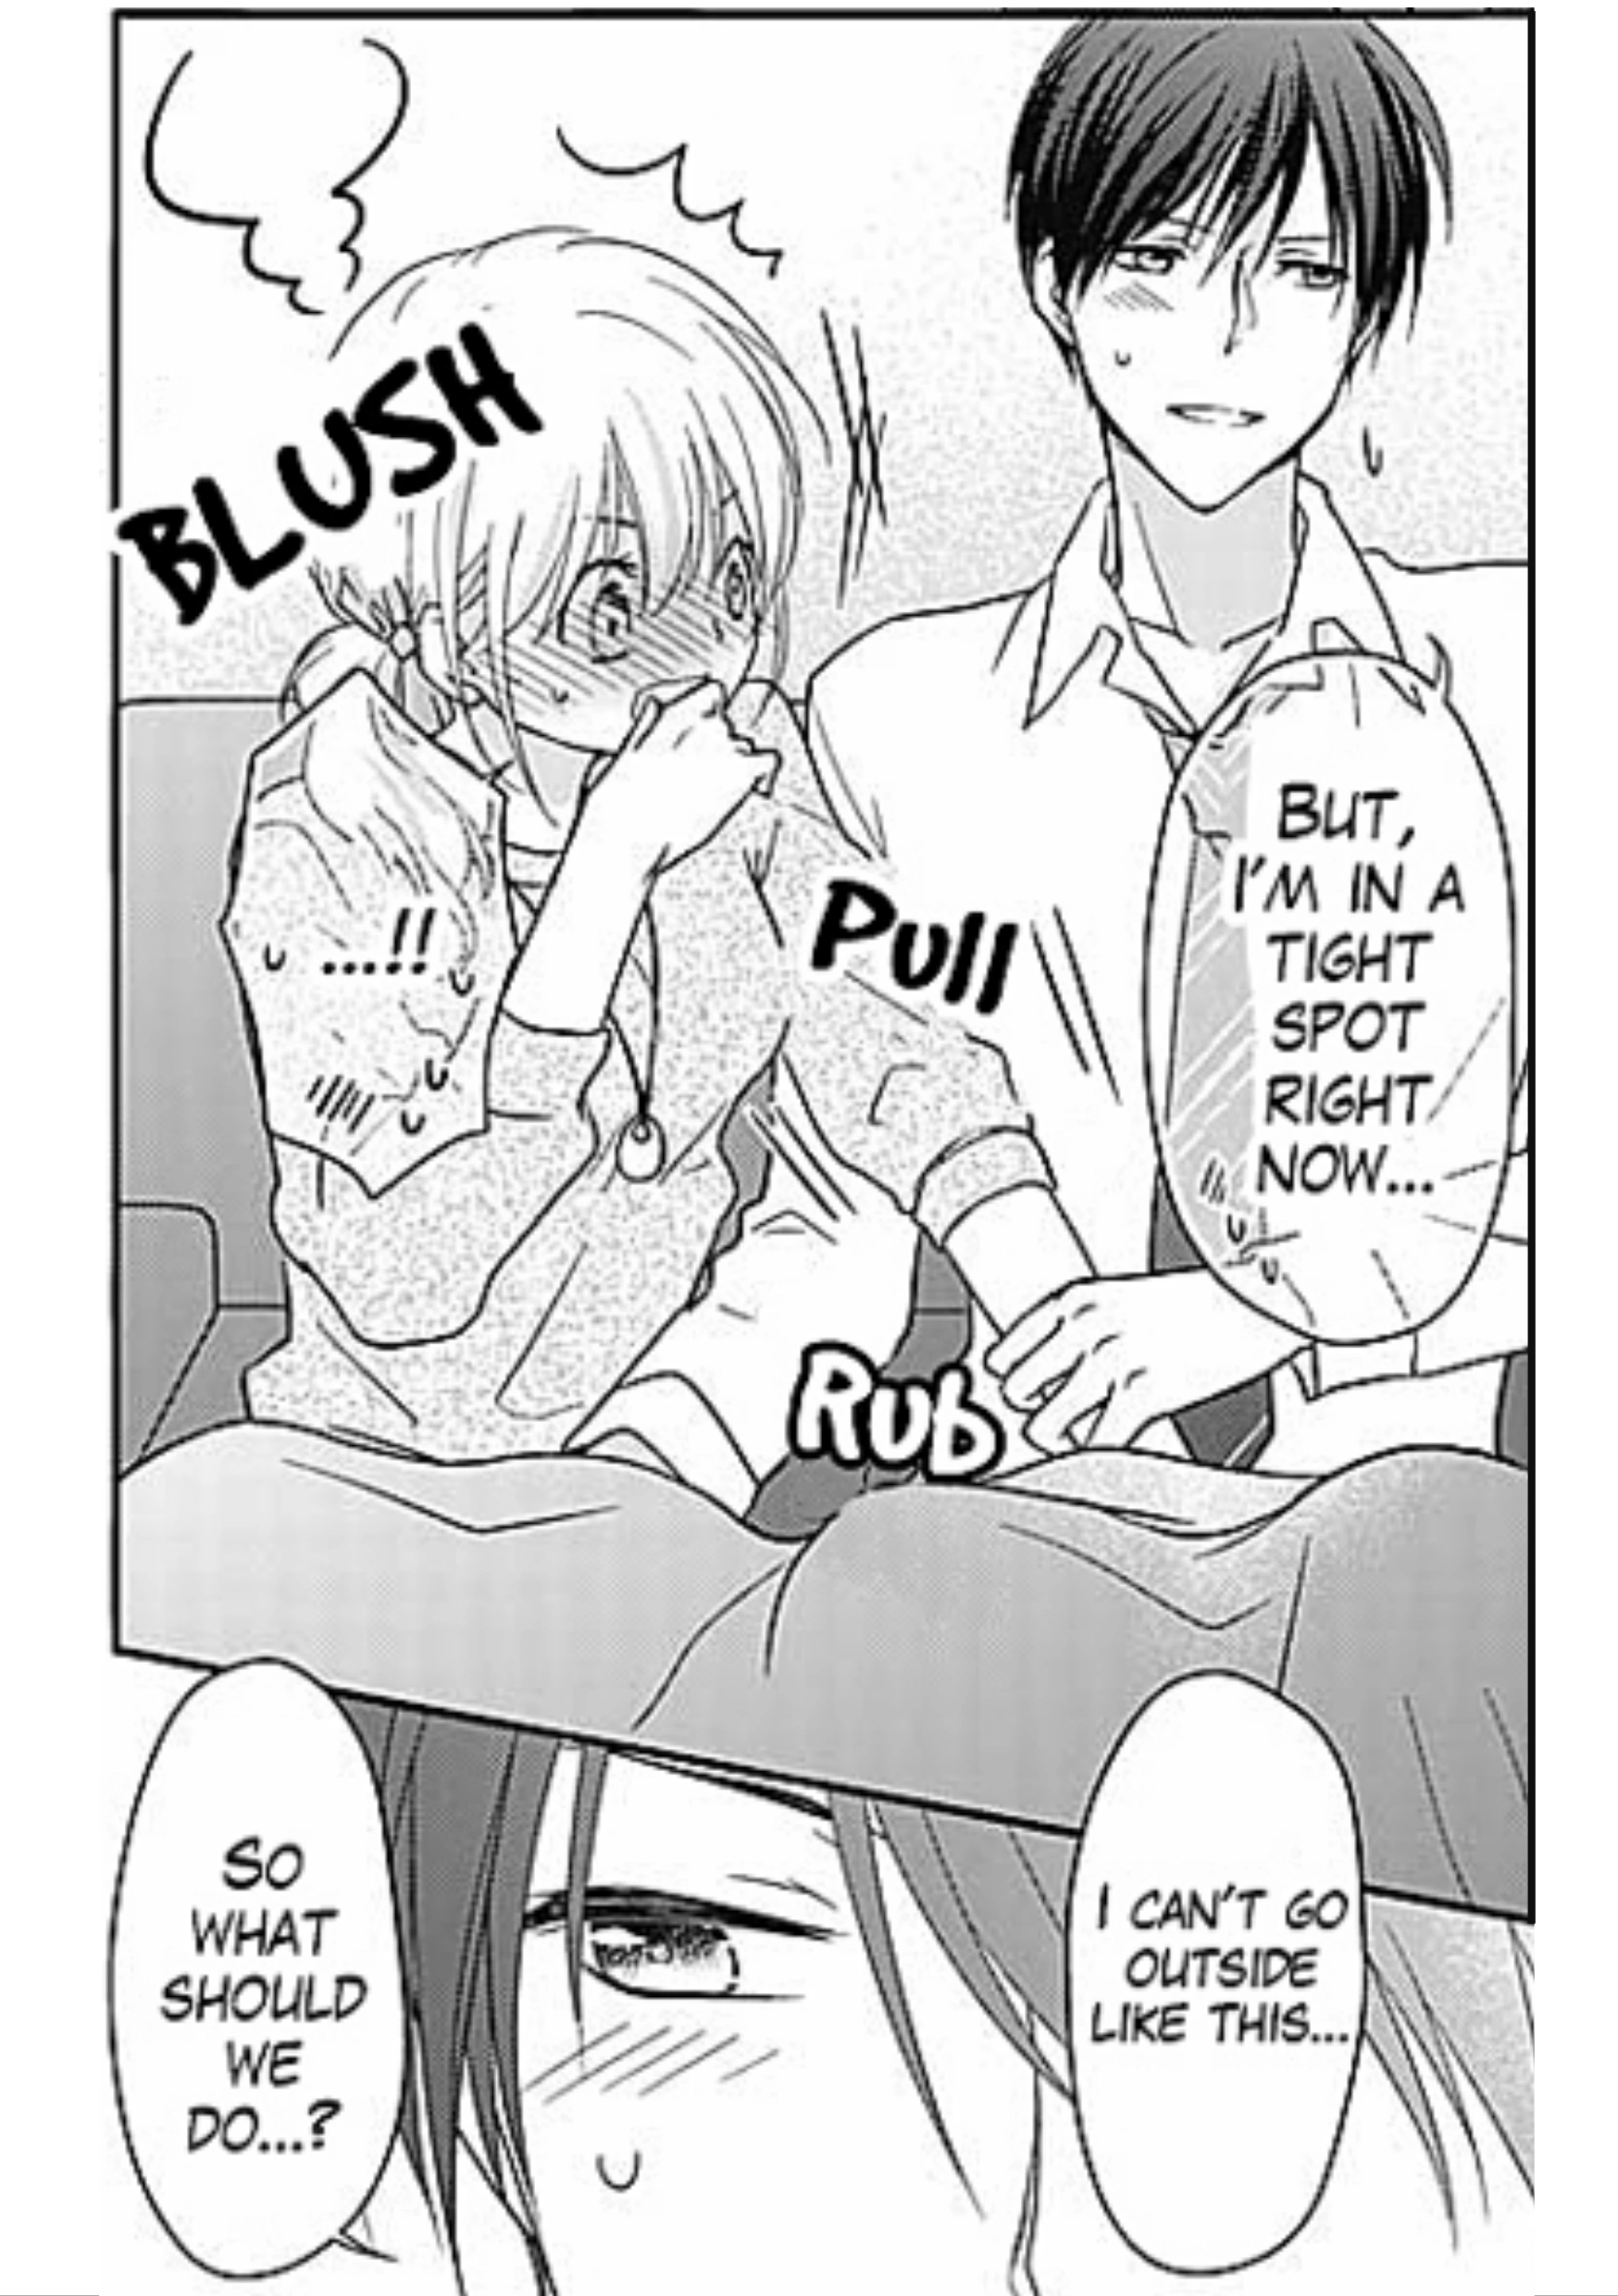 BUT,
I'M IN A
TIGHT
SPOT
RIGHT
NOW...
BLUSH
...!!
PULL
RUB
I CAN'T GO
OUTSIDE
LIKE THIS...
SO
WHAT
SHOULD
WE
DO...?